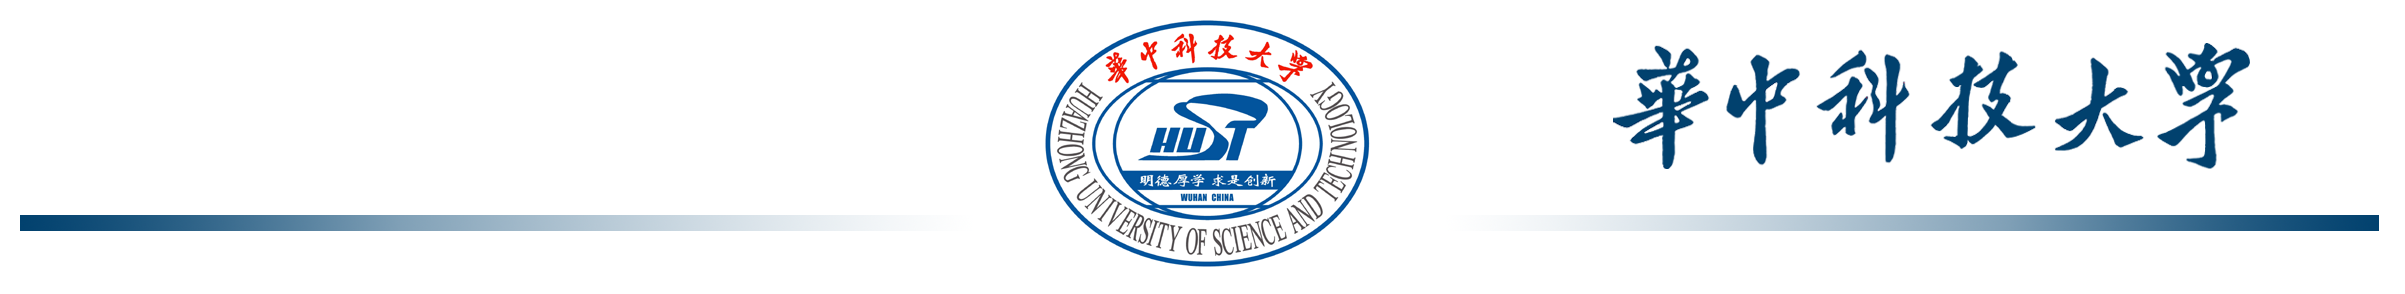 華中科技大学
HUAZHONG UNIVERSITY OF SCIENCE AND TECHNOLOGY
HUST
明德厚学 求是创新
WUHAN CHINA
華中科技大学